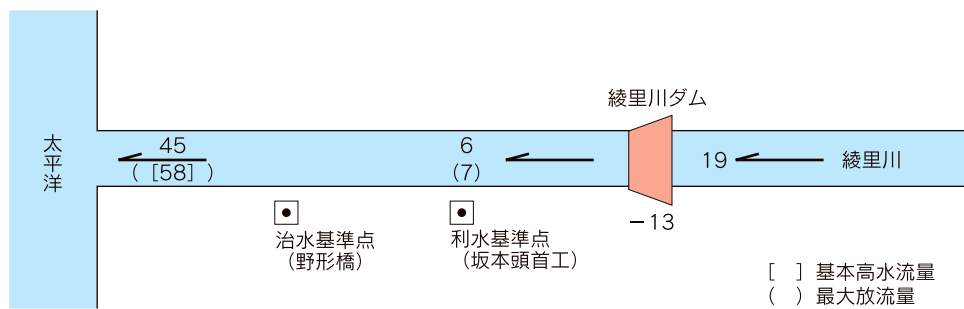 綾里川ダム
太平洋
45
( [58] )
6
(7)
19
綾里川
−13
治水基準点
(野形橋)
利水基準点
(坂本頭首工)
[　] 基本高水流量
(　) 最大放流量